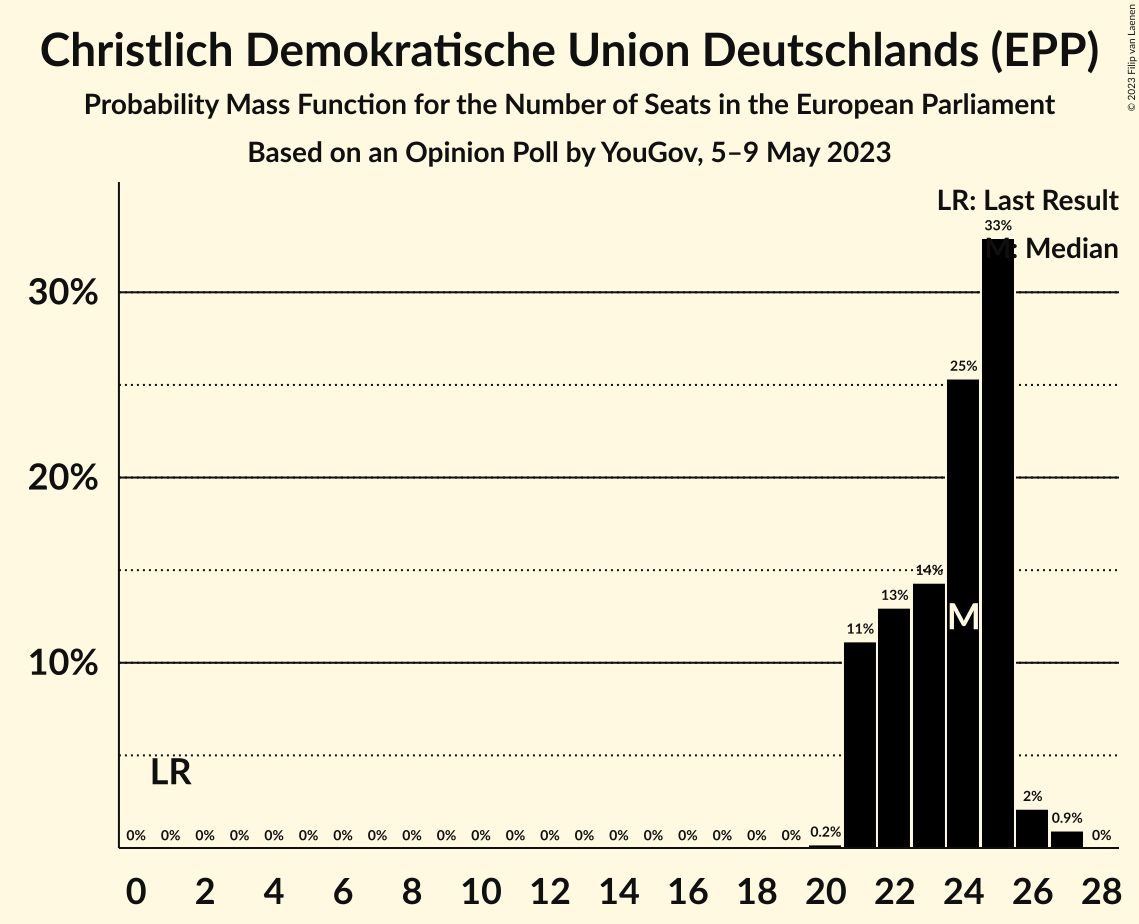 Christlich Demokratische Union Deutschlands (EPP)
Probability Mass Function for the Number of Seats in the European Parliament
Based on an Opinion Poll by YouGov, 5–9 May 2023
© 2023 Filip van Laenen
LR: Last Result
33%
M: Median
30%
25%
20%
14%
13%
M
11%
10%
LR
2%
0.9%
0% 0% 0% 0% 0% 0% 0% 0% 0% 0% 0% 0% 0% 0% 0% 0% 0% 0% 0% 0% 0.2% 0%
0 2 4 6 8 10 12 14 16 18 20 22 24 26 28